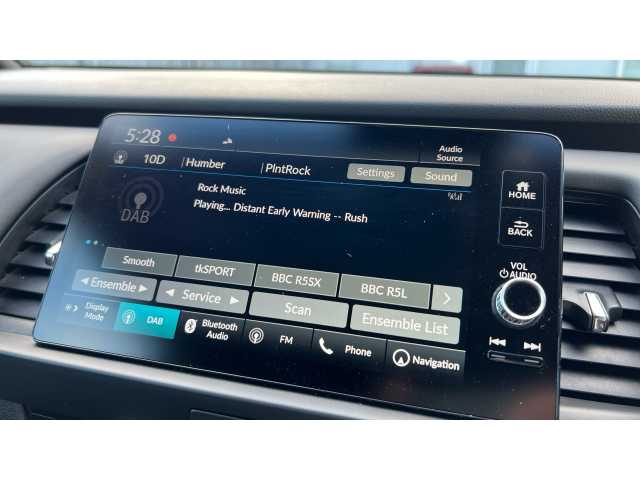 5:28
Audio Source
10D Humber PlntRock Settings Sound
Rock Music
DAB
Playing... Distant Early Warning -- Rush
HOME
BACK
Smooth tkSPORT BBC R5SX BBC R5L
VOL
AUDIO
Ensemble Service Scan Ensemble List
Display Mode DAB Bluetooth Audio FM Phone Navigation